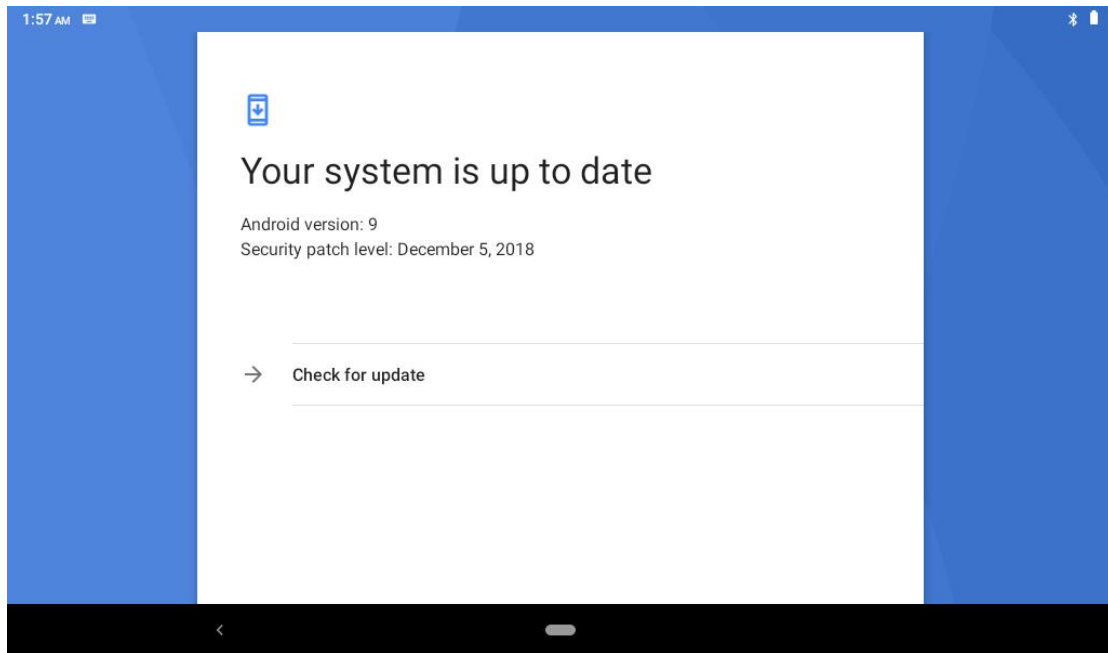 1:57 AM
Your system is up to date
Android version: 9
Security patch level: December 5, 2018
Check for update